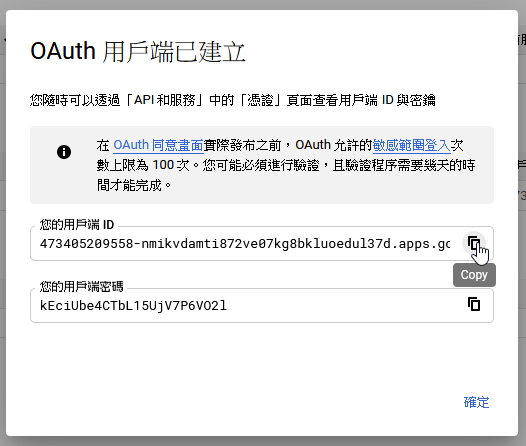 OAuth 用戶端已建立
您隨時可以透過「API 和服務」中的「憑證」頁面查看用戶端 ID 與密鑰
在 OAuth 同意畫面實際發布之前，OAuth 允許的敏感範圍登入次
數上限為 100 次。您可能必須進行驗證，且驗證程序需要幾天的時
間才能完成。
您的用戶端 ID
473405209558-nmikvdamti872ve07kg8bkluoedul37d.apps.gc
Copy
您的用戶端密碼
kEciUbe4CTbL15UjV7P6VO2l
確定